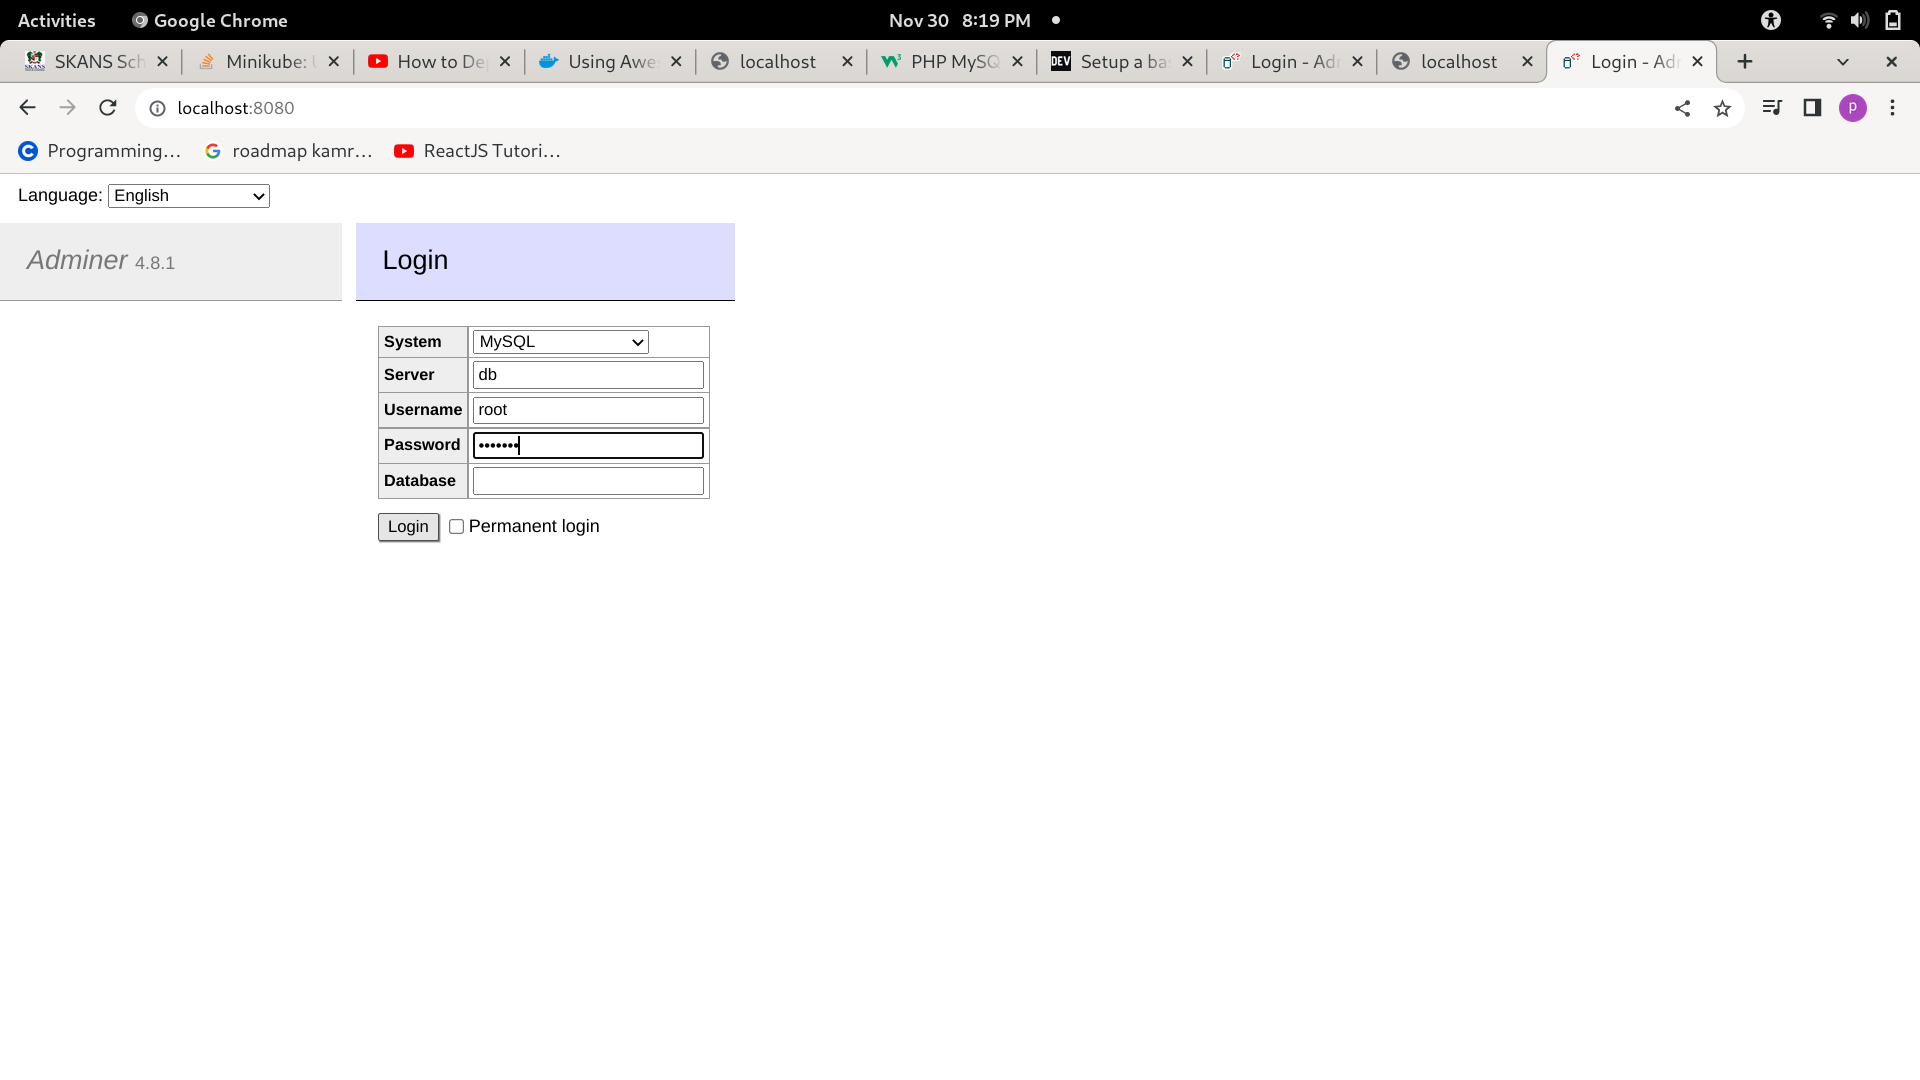 Activities Google Chrome Nov 30 8:19 PM
SKANS Sch Minikube: How to De Using Awe localhost PHP MySQ Setup a ba Login - Ad localhost Login - Ad
localhost:8080 p
Programming... roadmap kamr... ReactJS Tutori...
Language: English
Adminer 4.8.1 Login
System MySQL
Server db
Username root
Password •••••••
Database
Login Permanent login